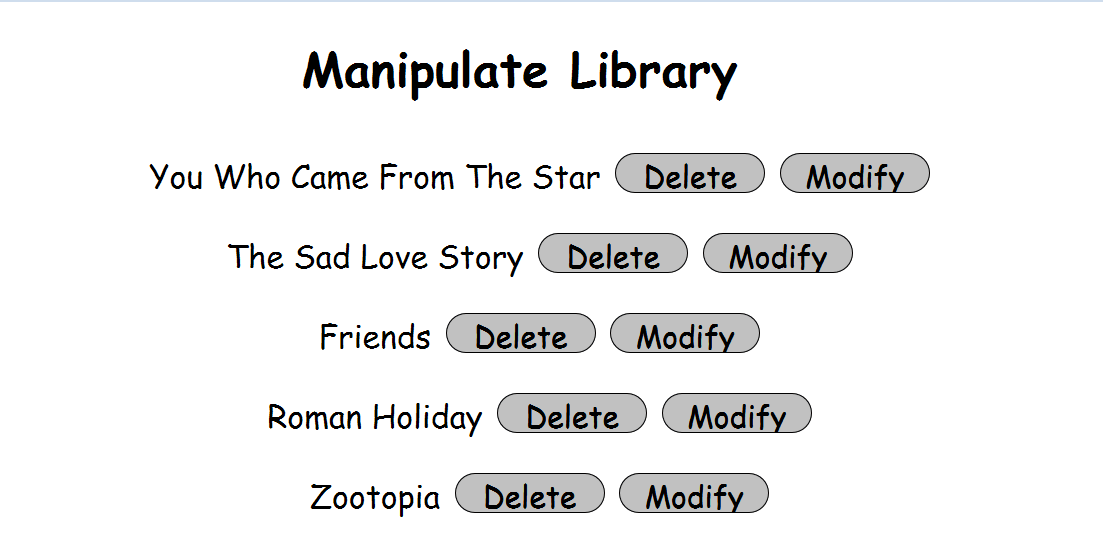 Manipulate Library
You Who Came From The Star Delete Modify
The Sad Love Story Delete Modify
Friends Delete Modify
Roman Holiday Delete Modify
Zootopia Delete Modify